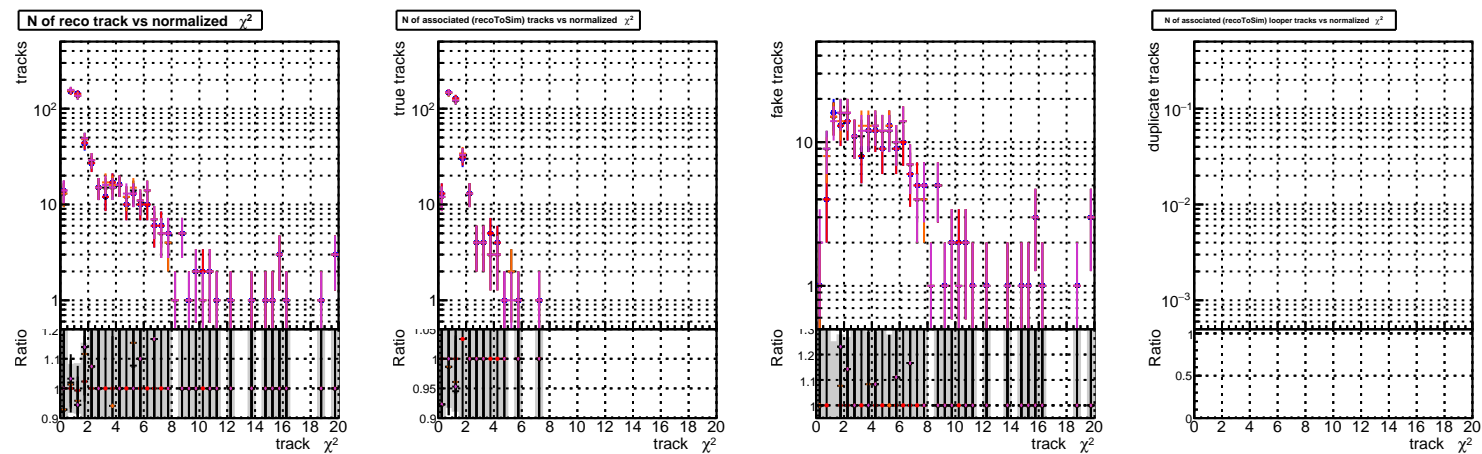 N of reco track vs normalized χ²
tracks
10²
10
1
Ratio
1.2
1.1
1
0.9
0 2 4 6 8 10 12 14 16 18 20
track χ²
N of associated (recoToSim) tracks vs normalized χ²
true tracks
10²
10
1
Ratio
1.05
1
0.95
0.9
0 2 4 6 8 10 12 14 16 18 20
track χ²
fake tracks
10
1
Ratio
1.3
1.2
1.1
1
0 2 4 6 8 10 12 14 16 18 20
track χ²
N of associated (recoToSim) looper tracks vs normalized χ²
duplicate tracks
10⁻¹
10⁻²
10⁻³
Ratio
1
0.5
0
0 2 4 6 8 10 12 14 16 18 20
track χ²